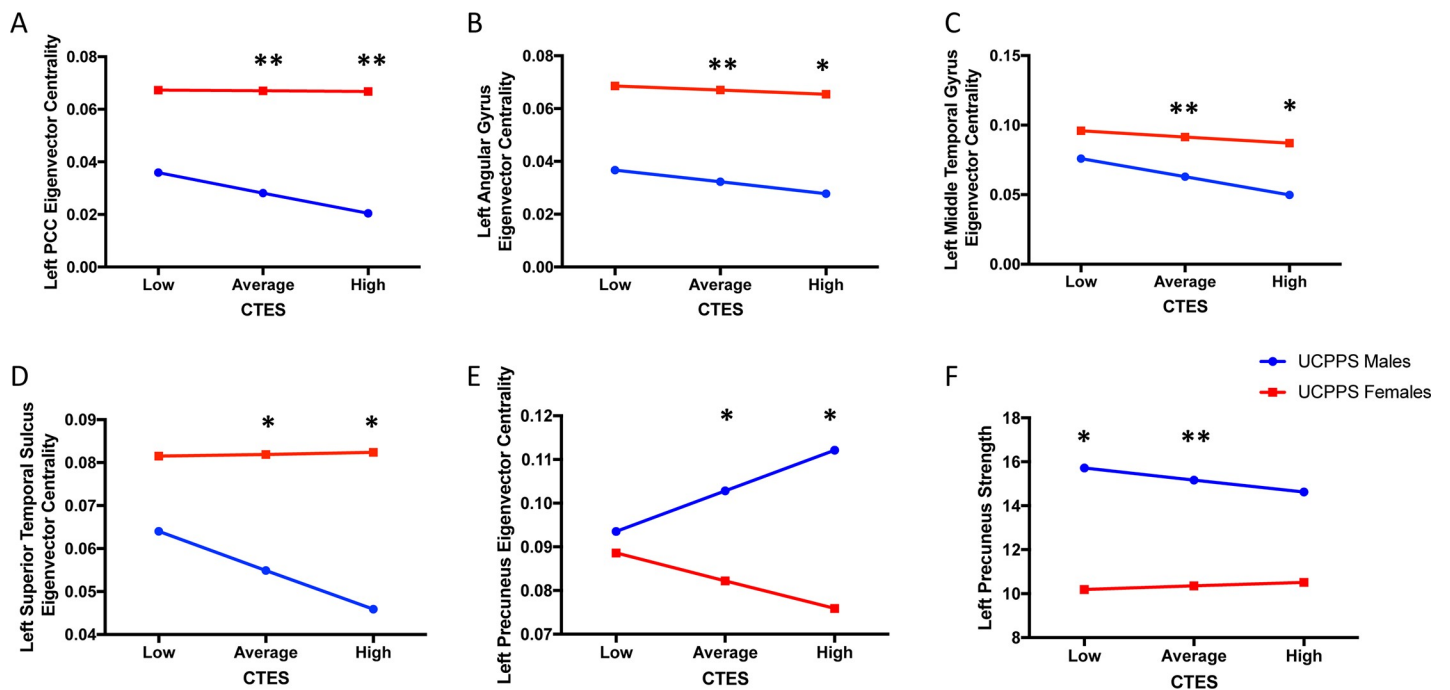 A
Left PCC Eigenvector Centrality
0.08
0.06
0.04
0.02
0.00
** **
Low Average High
CTES
B
Left Angular Gyrus
Eigenvector Centrality
0.08
0.06
0.04
0.02
0.00
** *
Low Average High
CTES
C
Left Middle Temporal Gyrus
Eigenvector Centrality
0.15
0.10
0.05
0.00
** *
Low Average High
CTES
D
Left Superior Temporal Sulcus
Eigenvector Centrality
0.09
0.08
0.07
0.06
0.05
0.04
* *
Low Average High
CTES
E
Left Precuneus Eigenvector Centrality
0.12
0.11
0.10
0.09
0.08
0.07
* *
Low Average High
CTES
F
UCPPS Males
UCPPS Females
Left Precuneus Strength
18
16
14
12
10
8
* **
Low Average High
CTES